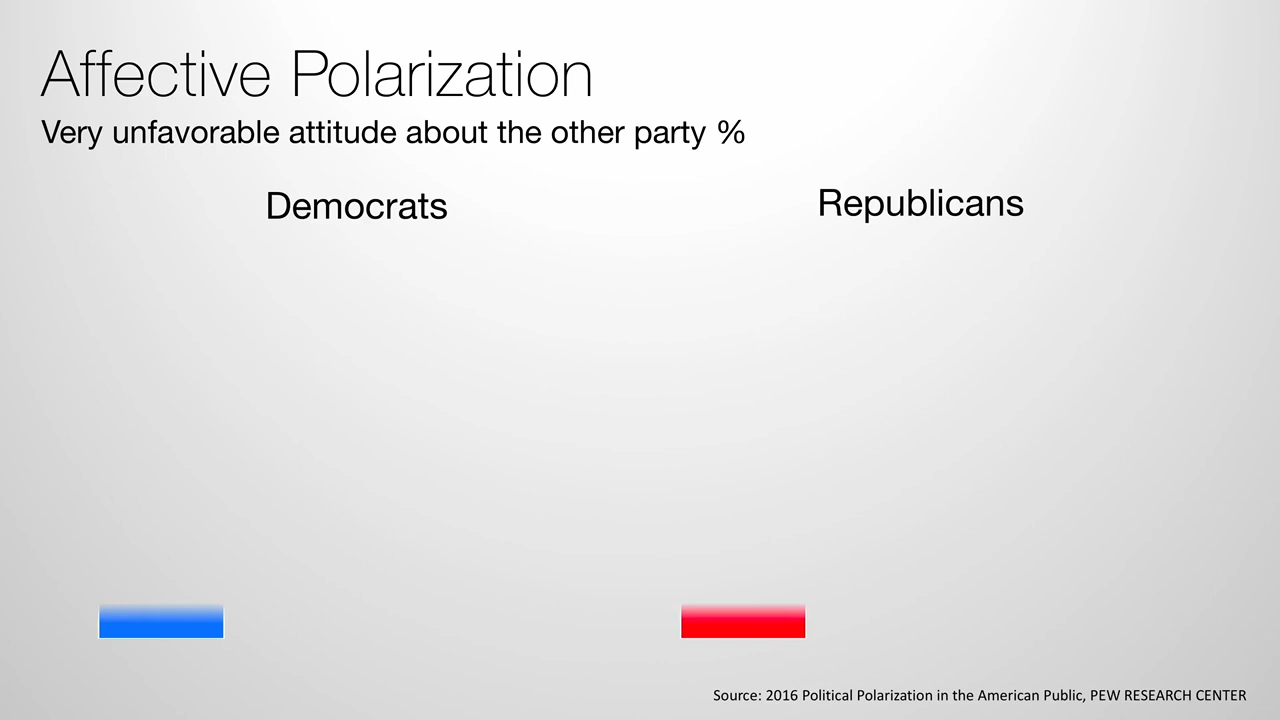 Affective Polarization
Very unfavorable attitude about the other party %
Democrats
Republicans
Source: 2016 Political Polarization in the American Public, PEW RESEARCH CENTER